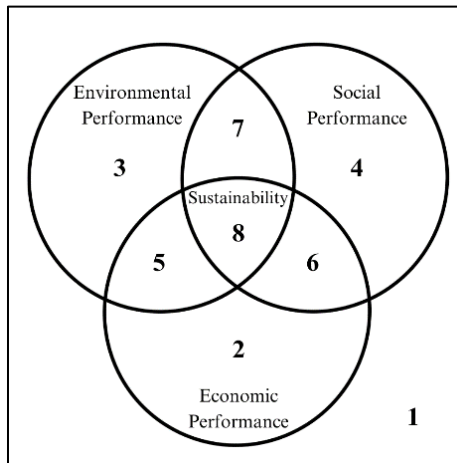 Environmental
Performance
Social
Performance
7
3
4
Sustainability
8
5
6
2
Economic
Performance
1